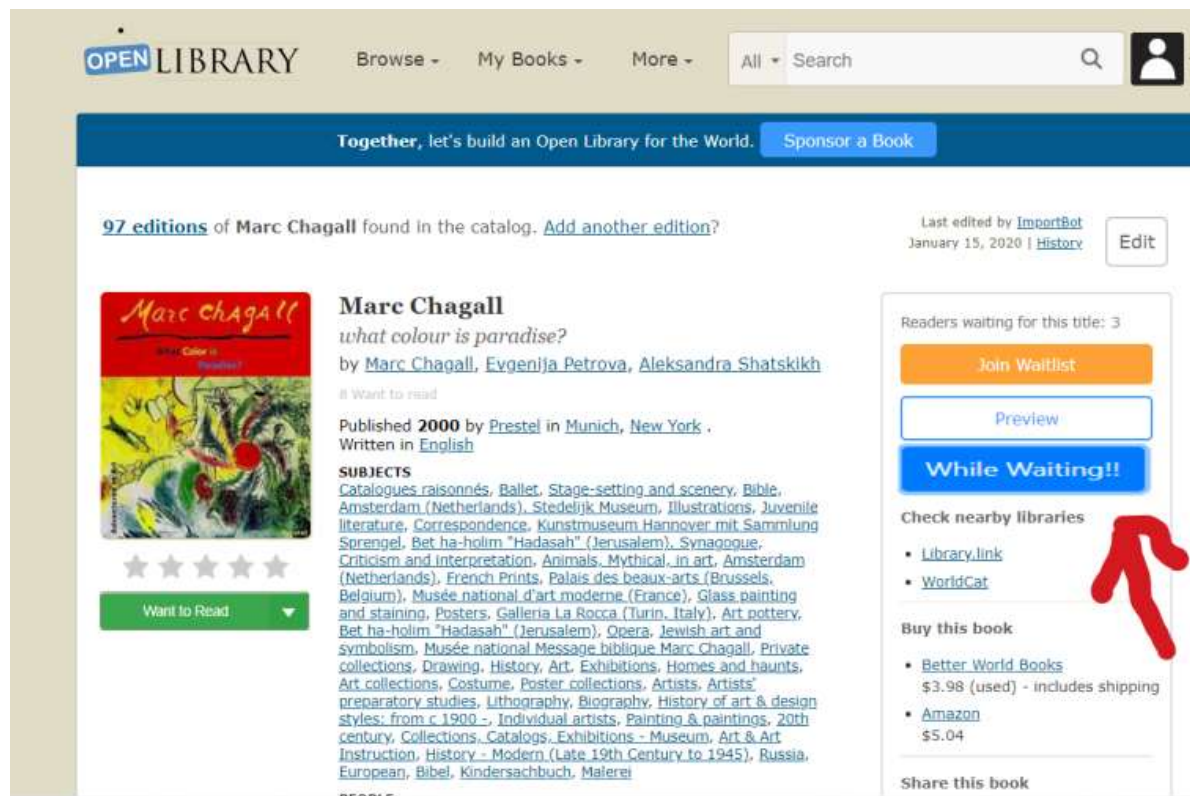 OPEN LIBRARY
Browse
My Books
More
All
Search
Together, let's build an Open Library for the World.
Sponsor a Book
97 editions of Marc Chagall found in the catalog. Add another edition?
Last edited by ImportBot
January 15, 2020 | History
Edit
Marc Chagall
What Color is
Paradise?
Marc Chagall
what colour is paradise?
by Marc Chagall, Evgenija Petrova, Aleksandra Shatskikh
8 Want to read
Published 2000 by Prestel in Munich, New York .
Written in English
SUBJECTS
Catalogues raisonnés, Ballet, Stage-setting and scenery, Bible,
Amsterdam (Netherlands). Stedelijk Museum, Illustrations, Juvenile
literature, Correspondence, Kunstmuseum Hannover mit Sammlung
Sprengel, Bet ha-holim "Hadasah" (Jerusalem). Synagogue,
Criticism and interpretation, Animals, Mythical, in art, Amsterdam
(Netherlands), French Prints, Palais des beaux-arts (Brussels,
Belgium), Musée national d'art moderne (France), Glass painting
and staining, Posters, Galleria La Rocca (Turin, Italy), Art pottery,
Bet ha-holim "Hadasah" (Jerusalem), Opera, Jewish art and
symbolism, Musée national Message biblique Marc Chagall, Private
collections, Drawing, History, Art, Exhibitions, Homes and haunts,
Art collections, Costume, Poster collections, Artists, Artists'
preparatory studies, Lithography, Biography, History of art & design
styles: from c 1900 -, Individual artists, Painting & paintings, 20th
century, Collections, Catalogs, Exhibitions - Museum, Art & Art
Instruction, History - Modern (Late 19th Century to 1945), Russia,
European, Bibel, Kindersachbuch, Malerei
Want to Read
Readers waiting for this title: 3
Join Waitlist
Preview
While Waiting!!
Check nearby libraries
Library.link
WorldCat
Buy this book
Better World Books
$3.98 (used) - includes shipping
Amazon
$5.04
Share this book